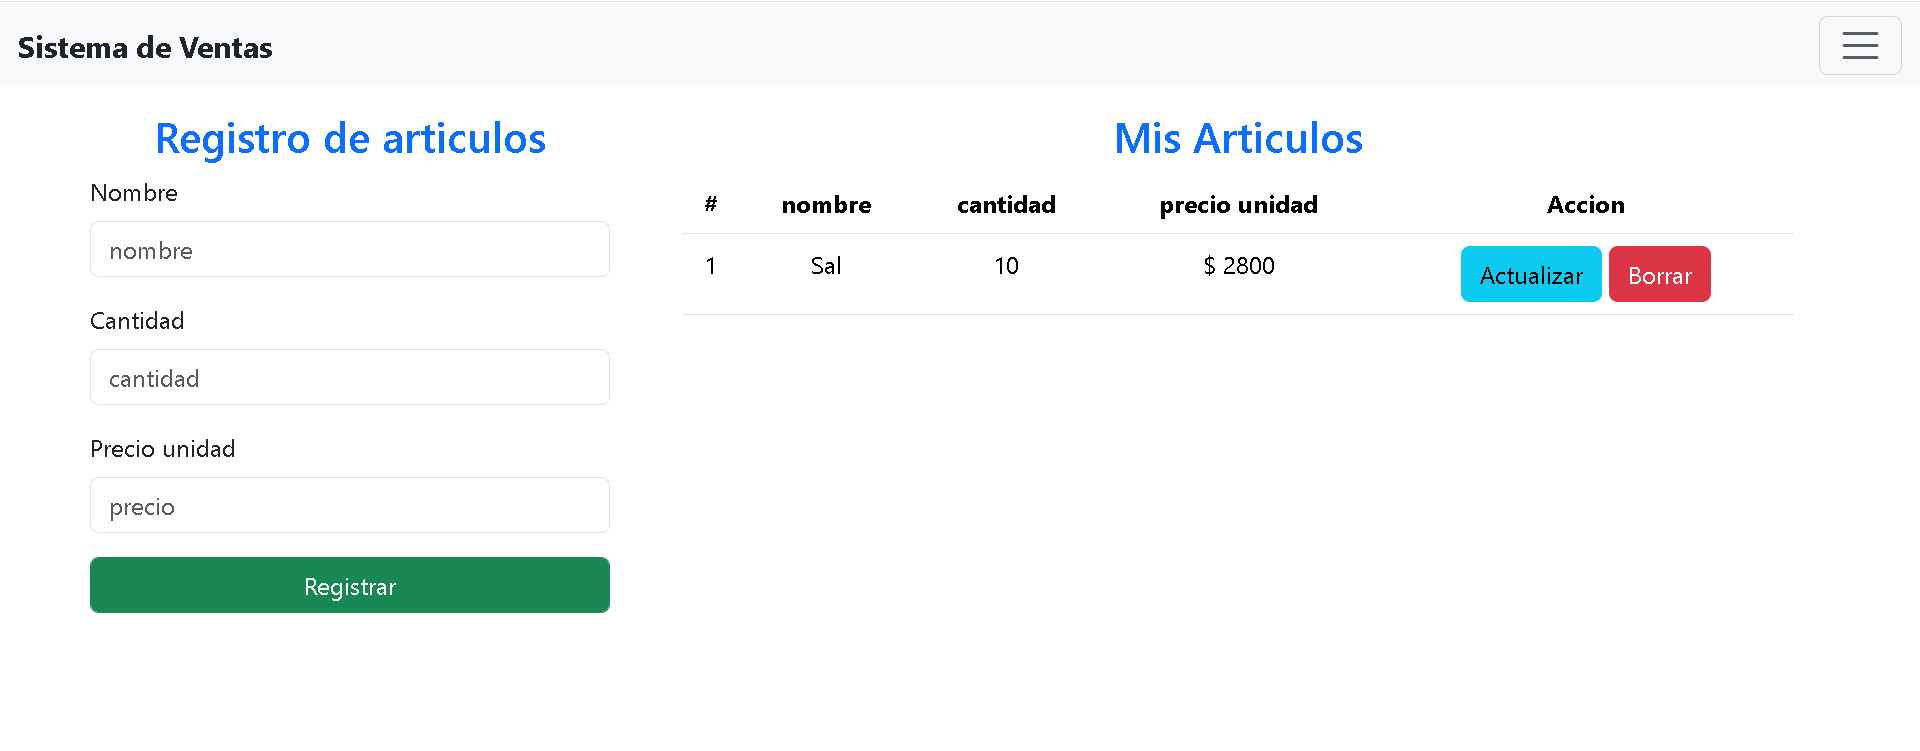 Sistema de Ventas
Registro de articulos
Nombre
nombre
Cantidad
cantidad
Precio unidad
precio
Registrar
Mis Articulos
# nombre cantidad precio unidad Accion
1 Sal 10 $ 2800 Actualizar Borrar